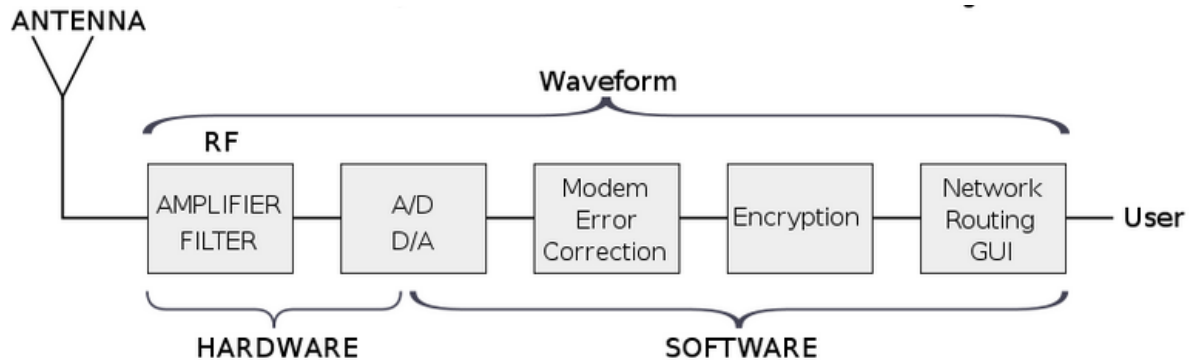 ANTENNA
Waveform
RF
AMPLIFIER
FILTER
A/D
D/A
Modem
Error
Correction
Encryption
Network
Routing
GUI
User
HARDWARE
SOFTWARE